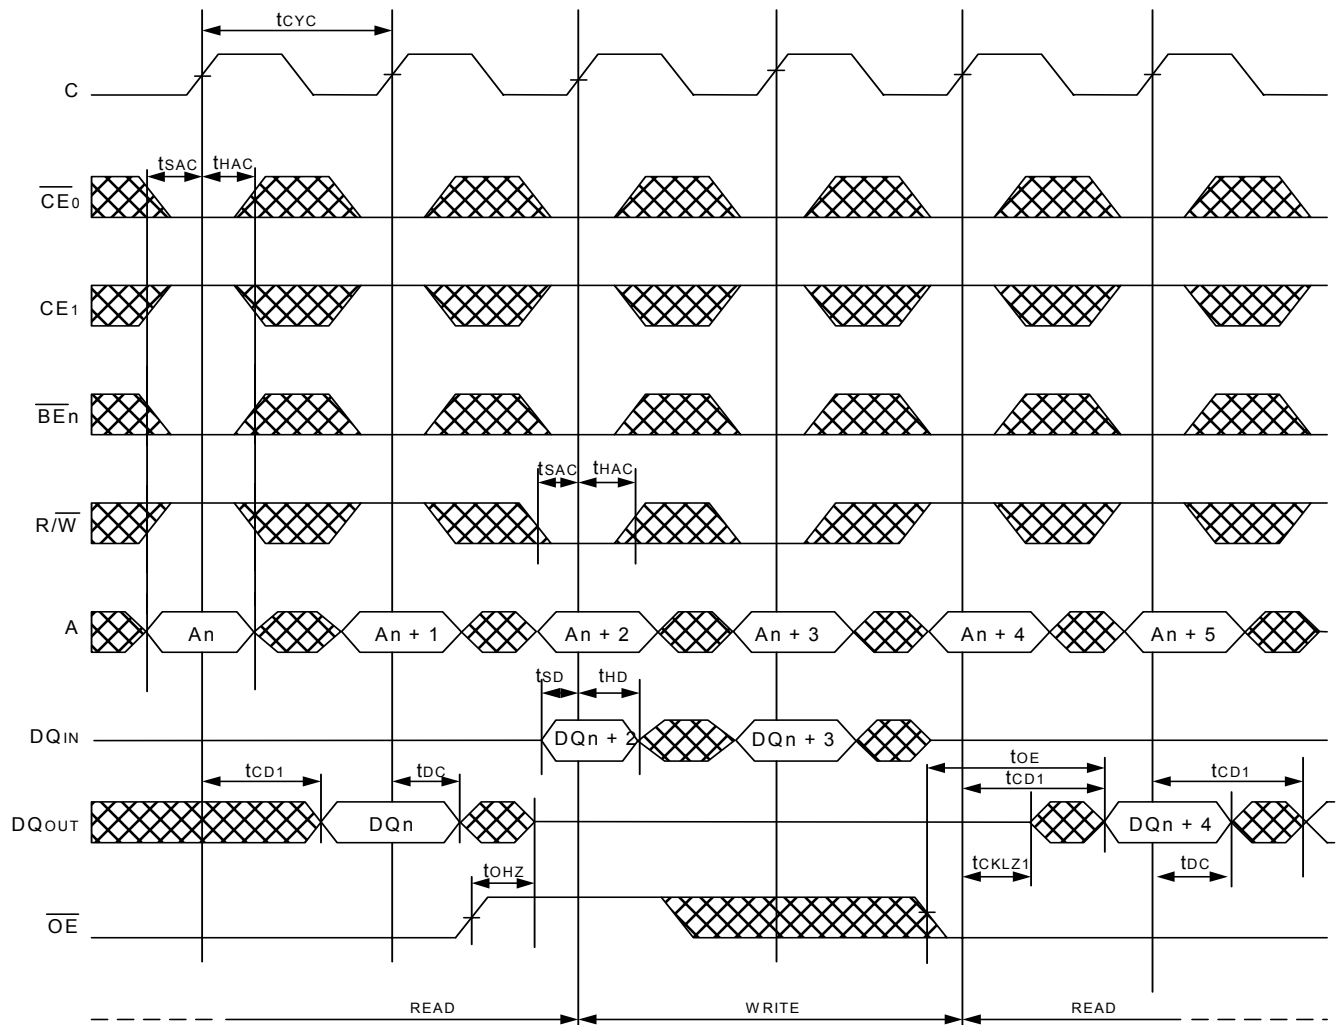 tCYC
C
tSAC tHAC
CE0
CE1
BEn
tSAC tHAC
R/W
A An An + 1 An + 2 An + 3 An + 4 An + 5
tSD tHD
DQIN DQn + 2 DQn + 3
tOE
tCD1 tDC tCD1 tCD1
DQOUT DQn DQn + 4
tOHZ tCKLZ1 tDC
OE
READ WRITE READ